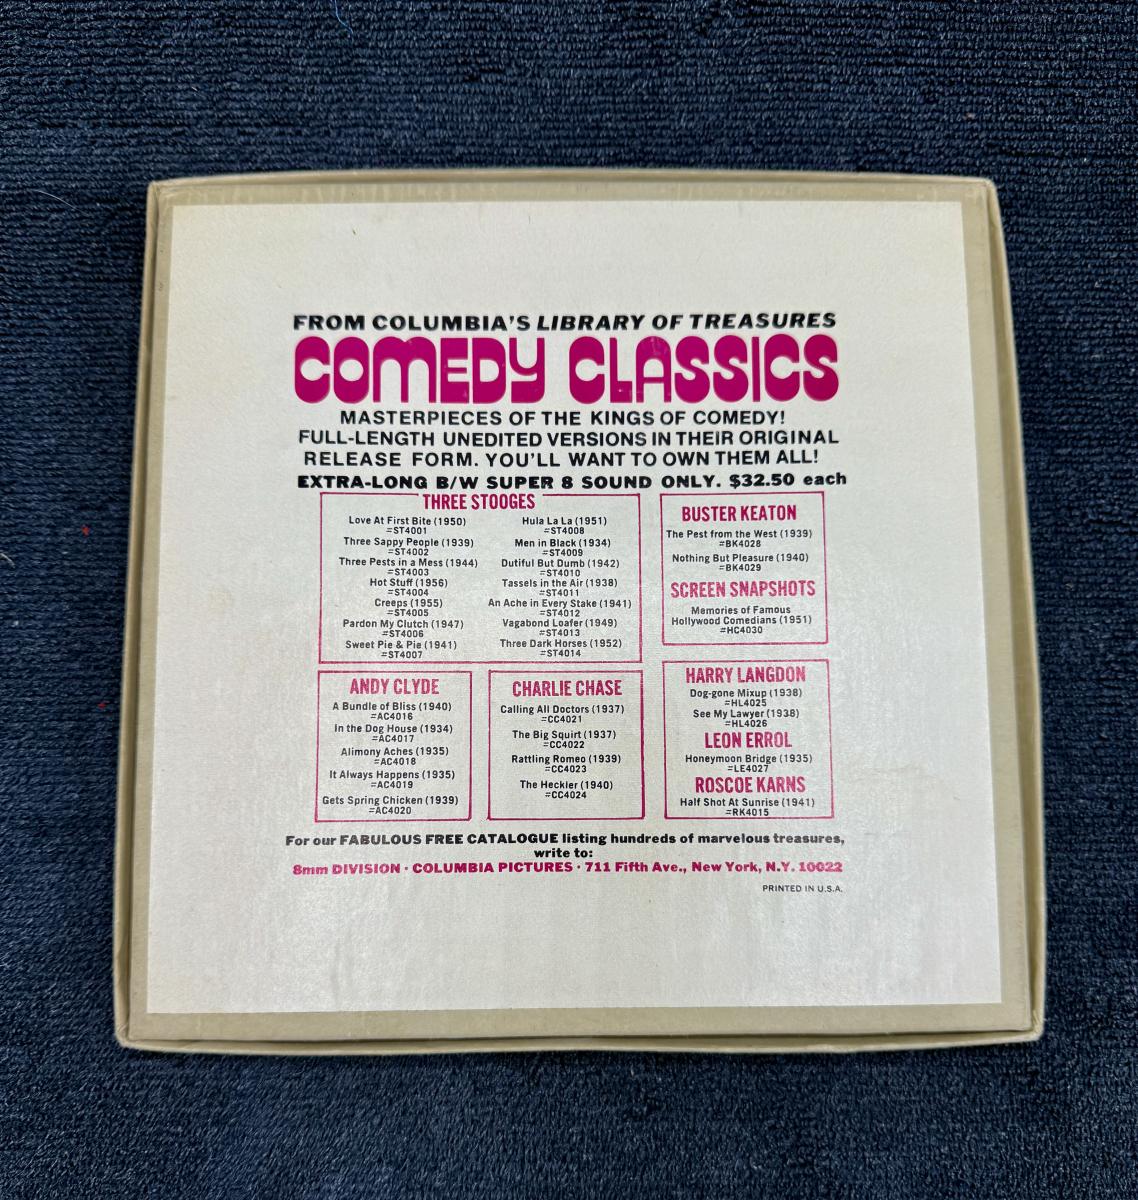 FROM COLUMBIA'S LIBRARY OF TREASURES
COMEDY CLASSICS
MASTERPIECES OF THE KINGS OF COMEDY!
FULL-LENGTH UNEDITED VERSIONS IN THEIR ORIGINAL
RELEASE FORM. YOU'LL WANT TO OWN THEM ALL!
EXTRA-LONG B/W SUPER 8 SOUND ONLY. $32.50 each
THREE STOOGES
Love At First Bite (1950)
=ST4001
Three Sappy People (1939)
=ST4002
Three Pests in a Mess (1944)
=ST4003
Hot Stuff (1956)
=ST4004
Creeps (1955)
=ST4005
Pardon My Clutch (1947)
=ST4006
Sweet Pie & Pie (1941)
=ST4007
Hula La La (1951)
=ST4008
Men in Black (1934)
=ST4009
Dutiful But Dumb (1942)
=ST4010
Tassels in the Air (1938)
=ST4011
An Ache in Every Stake (1941)
=ST4012
Vagabond Loafer (1949)
=ST4013
Three Dark Horses (1952)
=ST4014
BUSTER KEATON
The Pest from the West (1939)
=BK4028
Nothing But Pleasure (1940)
=BK4029
SCREEN SNAPSHOTS
Memories of Famous
Hollywood Comedians (1951)
=HC4030
ANDY CLYDE
A Bundle of Bliss (1940)
=AC4016
In the Dog House (1934)
=AC4017
Alimony Aches (1935)
=AC4018
It Always Happens (1935)
=AC4019
Gets Spring Chicken (1939)
=AC4020
CHARLIE CHASE
Calling All Doctors (1937)
=CC4021
The Big Squirt (1937)
=CC4022
Rattling Romeo (1939)
=CC4023
The Heckler (1940)
=CC4024
HARRY LANGDON
Dog-gone Mixup (1938)
=HL4025
See My Lawyer (1938)
=HL4026
LEON ERROL
Honeymoon Bridge (1935)
=LE4027
ROSCOE KARNS
Half Shot At Sunrise (1941)
=RK4015
For our FABULOUS FREE CATALOGUE listing hundreds of marvelous treasures,
write to:
8mm DIVISION · COLUMBIA PICTURES · 711 Fifth Ave., New York, N.Y. 10022
PRINTED IN U.S.A.